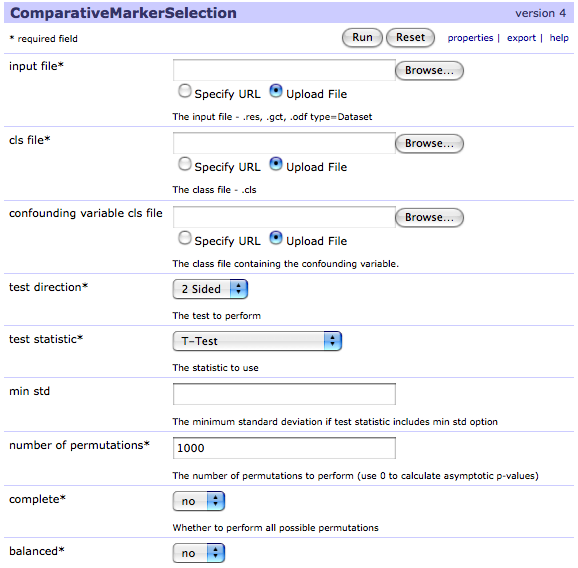 ComparativeMarkerSelection version 4
* required field Run Reset properties | export | help
input file* Browse...
Specify URL Upload File
The input file - .res, .gct, .odf type=Dataset
cls file* Browse...
Specify URL Upload File
The class file - .cls
confounding variable cls file Browse...
Specify URL Upload File
The class file containing the confounding variable.
test direction* 2 Sided
The test to perform
test statistic* T-Test
The statistic to use
min std
The minimum standard deviation if test statistic includes min std option
number of permutations* 1000
The number of permutations to perform (use 0 to calculate asymptotic p-values)
complete* no
Whether to perform all possible permutations
balanced* no